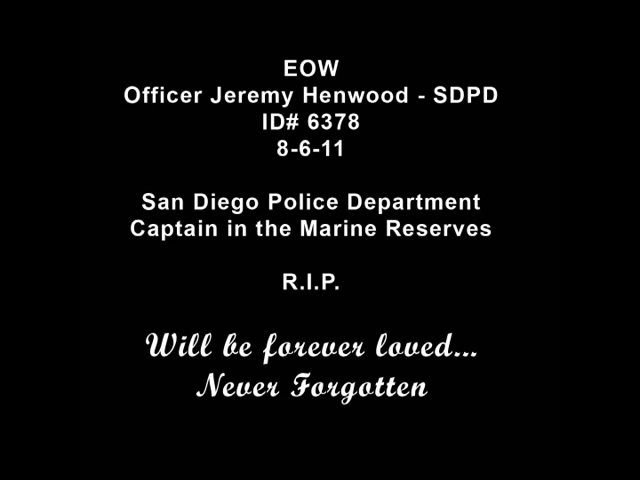 EOW
Officer Jeremy Henwood - SDPD
ID# 6378
8-6-11
San Diego Police Department
Captain in the Marine Reserves
R.I.P.
Will be forever loved...
Never Forgotten